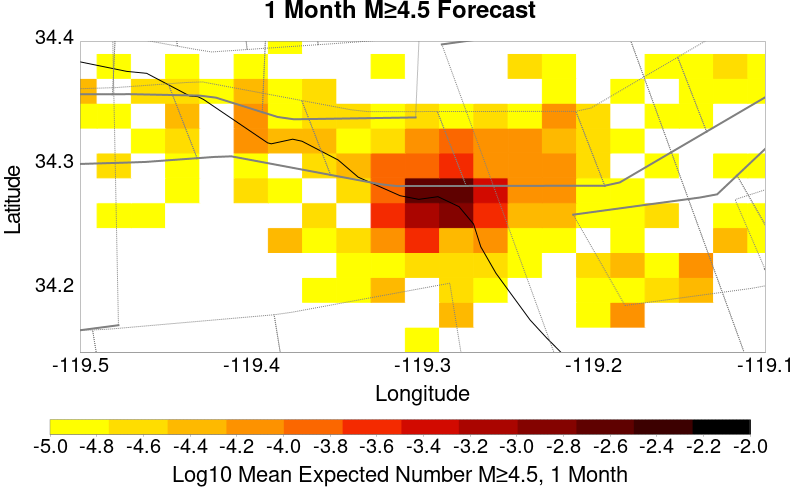 1 Month M≥4.5 Forecast
34.4
34.3
34.2
Latitude
-119.5 -119.4 -119.3 -119.2 -119.1
Longitude
-5.0 -4.8 -4.6 -4.4 -4.2 -4.0 -3.8 -3.6 -3.4 -3.2 -3.0 -2.8 -2.6 -2.4 -2.2 -2.0
Log10 Mean Expected Number M≥4.5, 1 Month